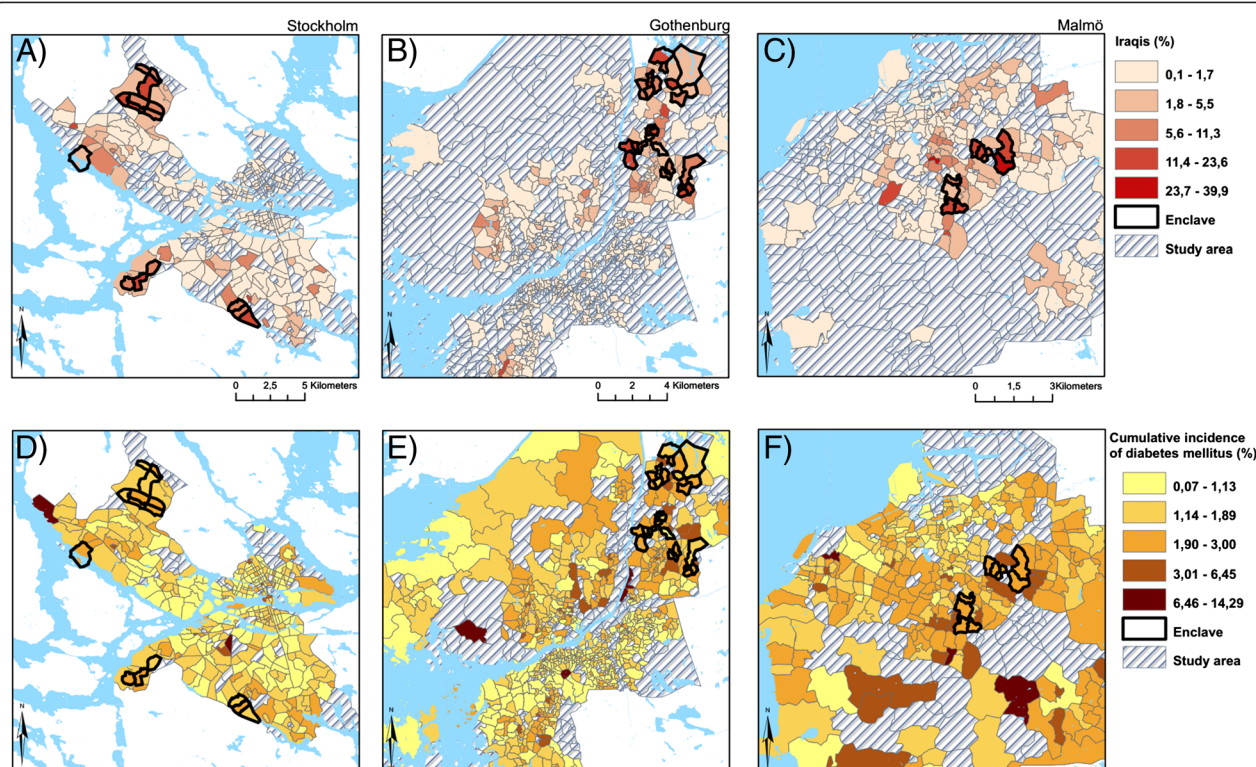 Stockholm
Gothenburg
Malmö
A)
B)
C)
Iraqis (%)
0,1 - 1,7
1,8 - 5,5
5,6 - 11,3
11,4 - 23,6
23,7 - 39,9
Enclave
Study area
N
N
N
0 2,5 5 Kilometers
0 2 4 Kilometers
0 1,5 3Kilometers
D)
E)
F)
Cumulative incidence
of diabetes mellitus (%)
0,07 - 1,13
1,14 - 1,89
1,90 - 3,00
3,01 - 6,45
6,46 - 14,29
Enclave
Study area
N
N
N